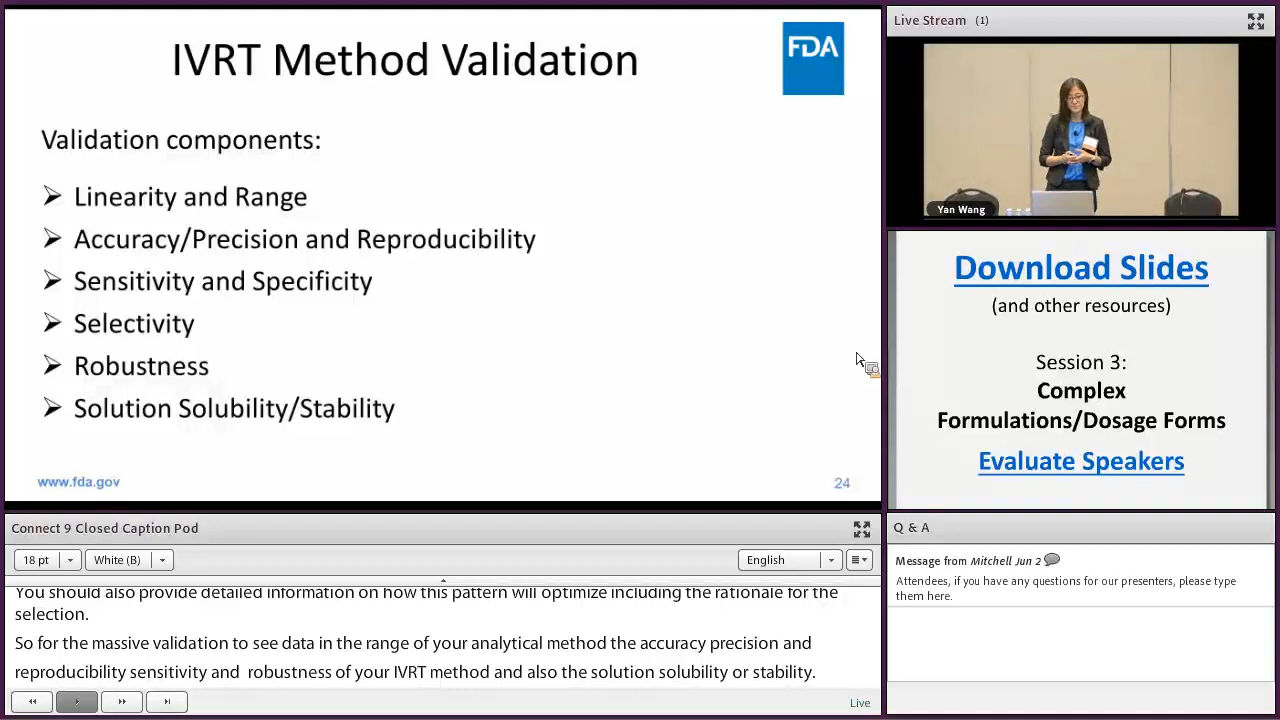 IVRT Method Validation
FDA
Validation components:
Linearity and Range
Accuracy/Precision and Reproducibility
Sensitivity and Specificity
Selectivity
Robustness
Solution Solubility/Stability
www.fda.gov
24
Live Stream (1)
Yan Wang
Download Slides
(and other resources)
Session 3:
Complex
Formulations/Dosage Forms
Evaluate Speakers
Connect 9 Closed Caption Pod
18 pt
White (B)
English
You should also provide detailed information on how this pattern will optimize including the rationale for the
selection.
So for the massive validation to see data in the range of your analytical method the accuracy precision and
reproducibility sensitivity and robustness of your IVRT method and also the solution solubility or stability.
Live
Q & A
Message from Mitchell Jun 2
Attendees, if you have any questions for our presenters, please type
them here.